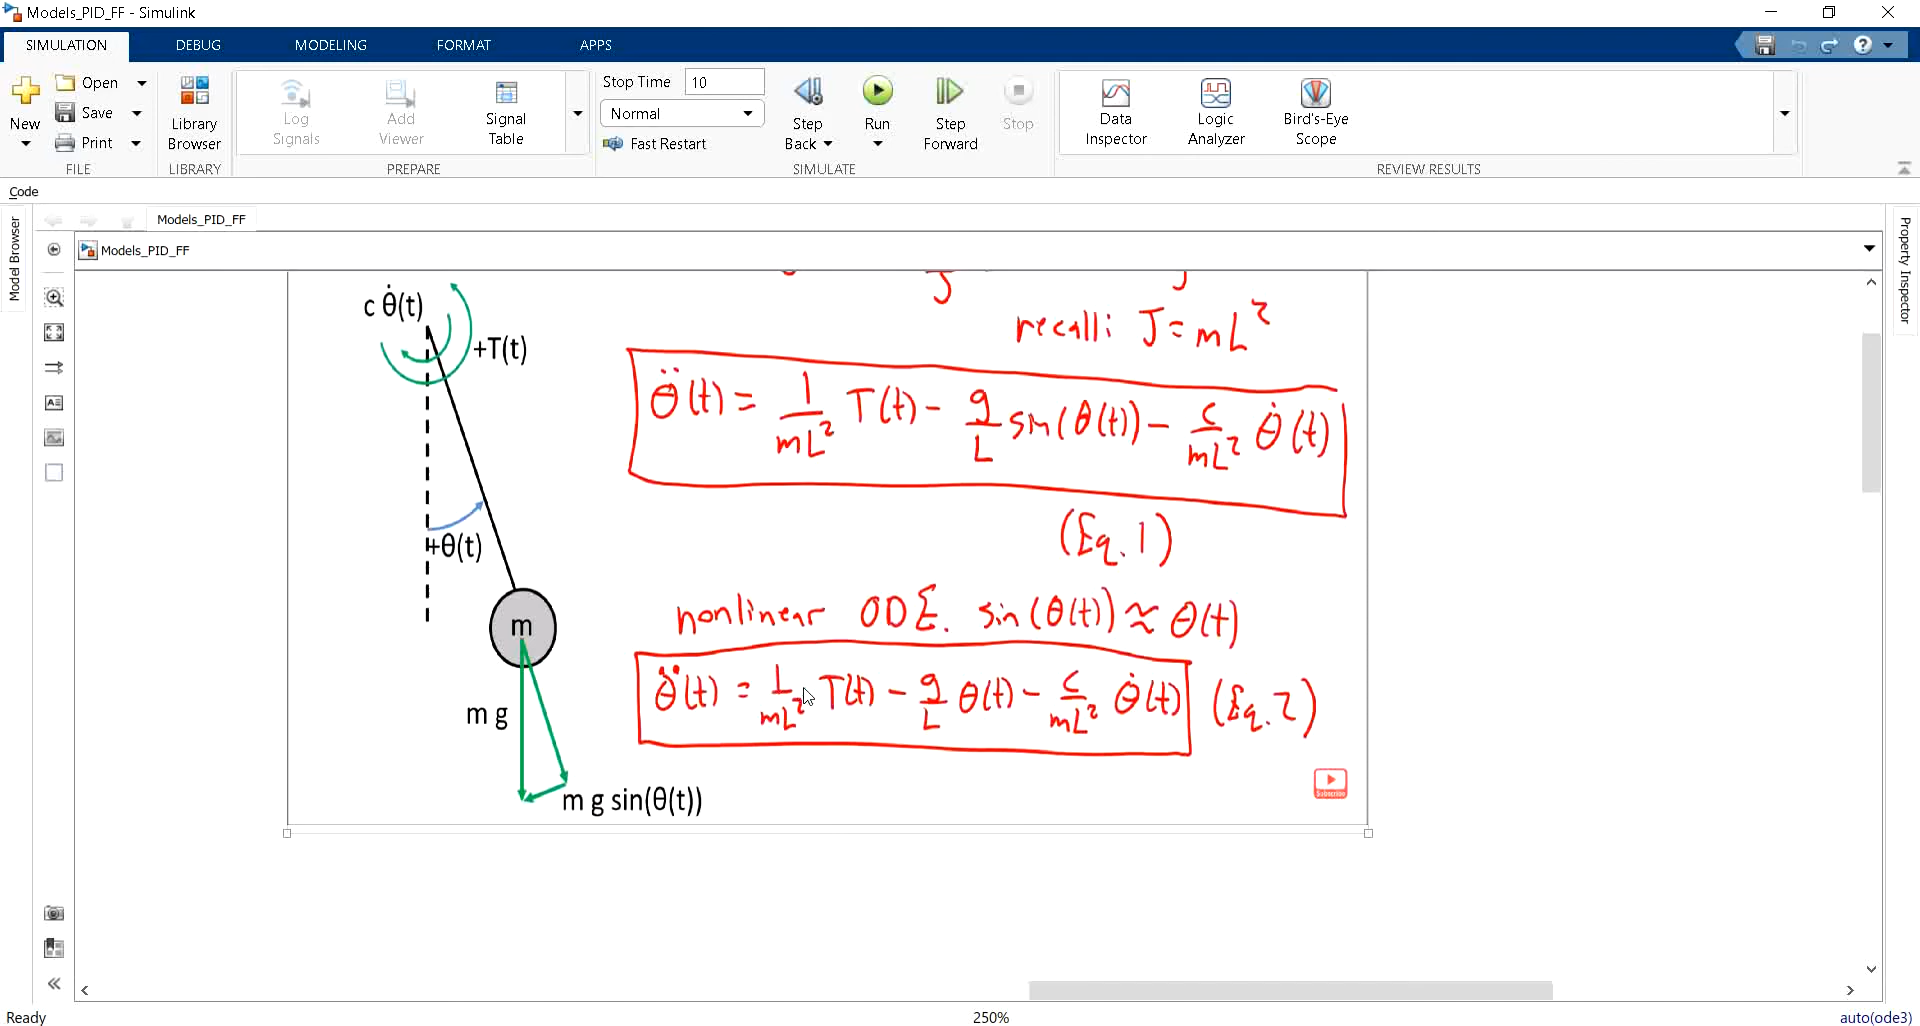 Models_PID_FF - Simulink
SIMULATION DEBUG MODELING FORMAT APPS
New
Open
Save
Print
FILE
Library Browser
LIBRARY
Log Signals
Add Viewer
Signal Table
PREPARE
Stop Time 10
Normal
Fast Restart
Step Back
Run
Step Forward
Stop
SIMULATE
Data Inspector
Logic Analyzer
Bird's-Eye Scope
REVIEW RESULTS
Code
Model Browser
Models_PID_FF
Models_PID_FF
Property Inspector
c θ̇(t)
+T(t)
+θ(t)
m
m g
m g sin(θ(t))
J J
recall: J = mL²
θ̈(t) = 1/mL² T(t) - g/L sin(θ(t)) - c/mL² θ̇(t)
(Eq. 1)
nonlinear ODE. sin(θ(t)) ≈ θ(t)
θ̈(t) = 1/mL² T(t) - g/L θ(t) - c/mL² θ̇(t) (Eq. 2)
Subscribe
Ready 250% auto(ode3)